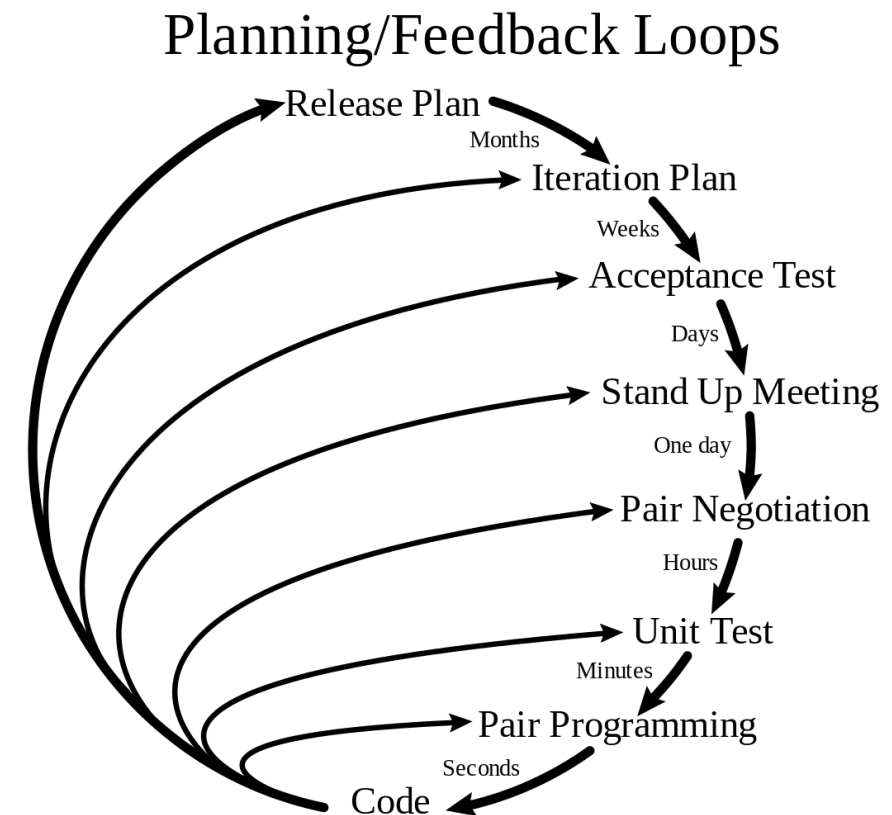 Planning/Feedback Loops
Release Plan
Months
Iteration Plan
Weeks
Acceptance Test
Days
Stand Up Meeting
One day
Pair Negotiation
Hours
Unit Test
Minutes
Pair Programming
Seconds
Code